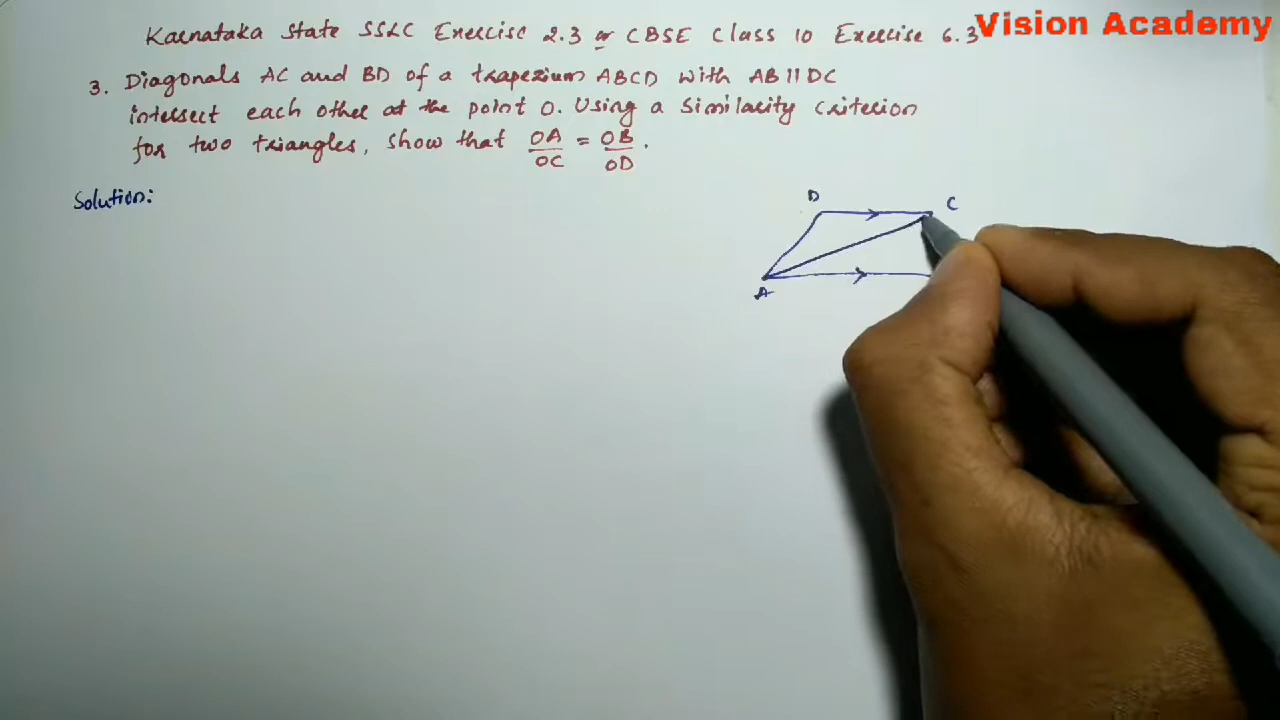 Karnataka State SSLC Exercise 2.3 or CBSE Class 10 Exercise 6.3
Vision Academy
3. Diagonals AC and BD of a trapezium ABCD with AB || DC
intersect each other at the point O. Using a Similarity Criterion
for two triangles, show that OA/OC = OB/OD.
Solution:
D C
A